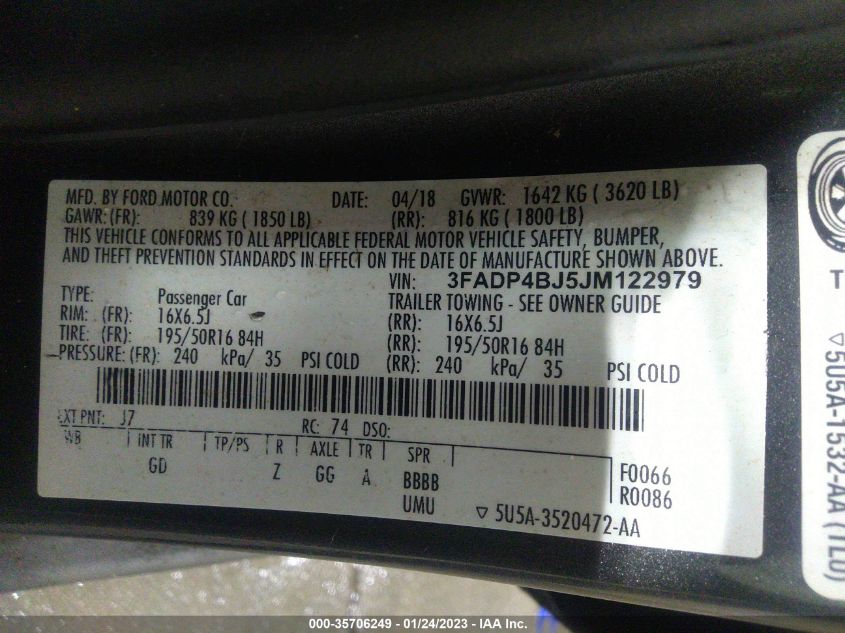 MFD. BY FORD MOTOR CO. DATE: 04/18 GVWR: 1642 KG ( 3620 LB)
GAWR: (FR): 839 KG ( 1850 LB) (RR): 816 KG ( 1800 LB)
THIS VEHICLE CONFORMS TO ALL APPLICABLE FEDERAL MOTOR VEHICLE SAFETY, BUMPER,
AND THEFT PREVENTION STANDARDS IN EFFECT ON THE DATE OF MANUFACTURE SHOWN ABOVE.
VIN: 3FADP4BJ5JM122979
TYPE: Passenger Car TRAILER TOWING - SEE OWNER GUIDE
RIM: (FR): 16X6.5J (RR): 16X6.5J
TIRE: (FR): 195/50R16 84H (RR): 195/50R16 84H
PRESSURE: (FR): 240 kPa/ 35 PSI COLD (RR): 240 kPa/ 35 PSI COLD
EXT PNT: J7 RC: 74 DSO:
WB INT TR TP/PS R AXLE TR SPR
GD Z GG A BBBB F0066
UMU R0086
5U5A-3520472-AA
T
5U5A-1532-AA (TL0)
000-35706249 - 01/24/2023 - IAA Inc.